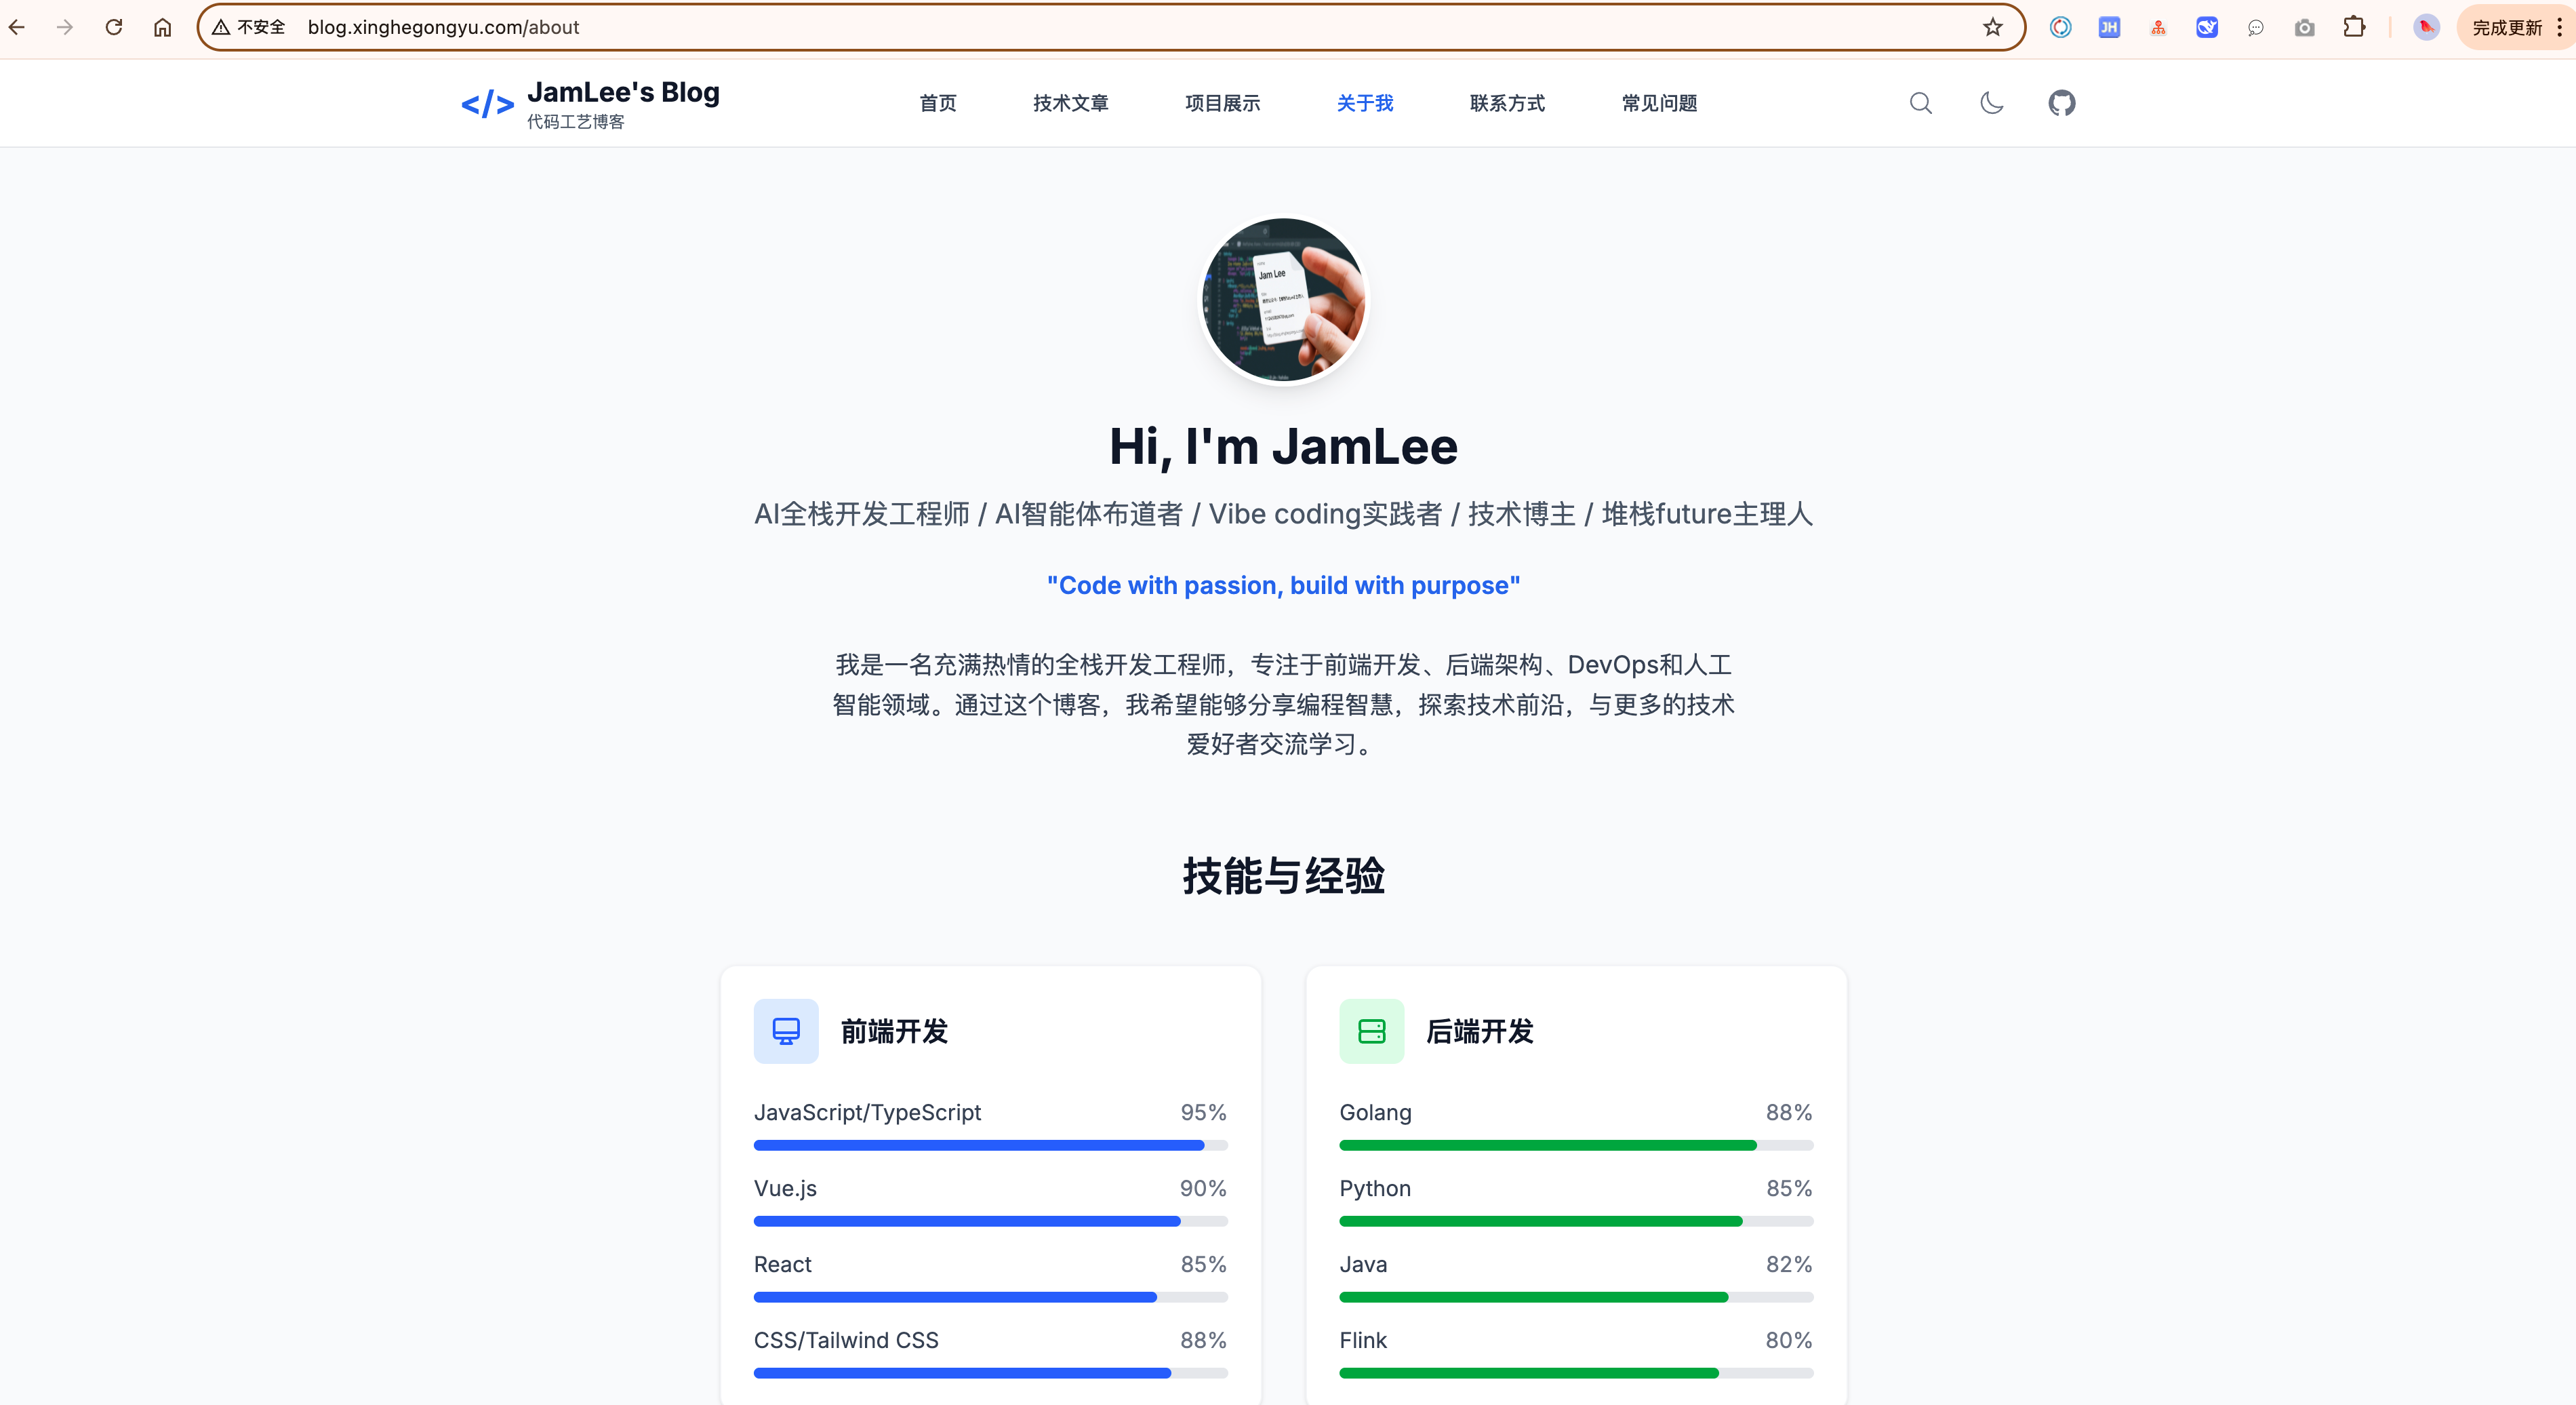 不安全 blog.xinghegongyu.com/about
完成更新
JH
</> JamLee's Blog
代码工艺博客
首页 技术文章 项目展示 关于我 联系方式 常见问题
Jam Lee
Hi, I'm JamLee
AI全栈开发工程师 / AI智能体布道者 / Vibe coding实践者 / 技术博主 / 堆栈future主理人
"Code with passion, build with purpose"
我是一名充满热情的全栈开发工程师，专注于前端开发、后端架构、DevOps和人工
智能领域。通过这个博客，我希望能够分享编程智慧，探索技术前沿，与更多的技术
爱好者交流学习。
技能与经验
前端开发
JavaScript/TypeScript 95%
Vue.js 90%
React 85%
CSS/Tailwind CSS 88%
后端开发
Golang 88%
Python 85%
Java 82%
Flink 80%